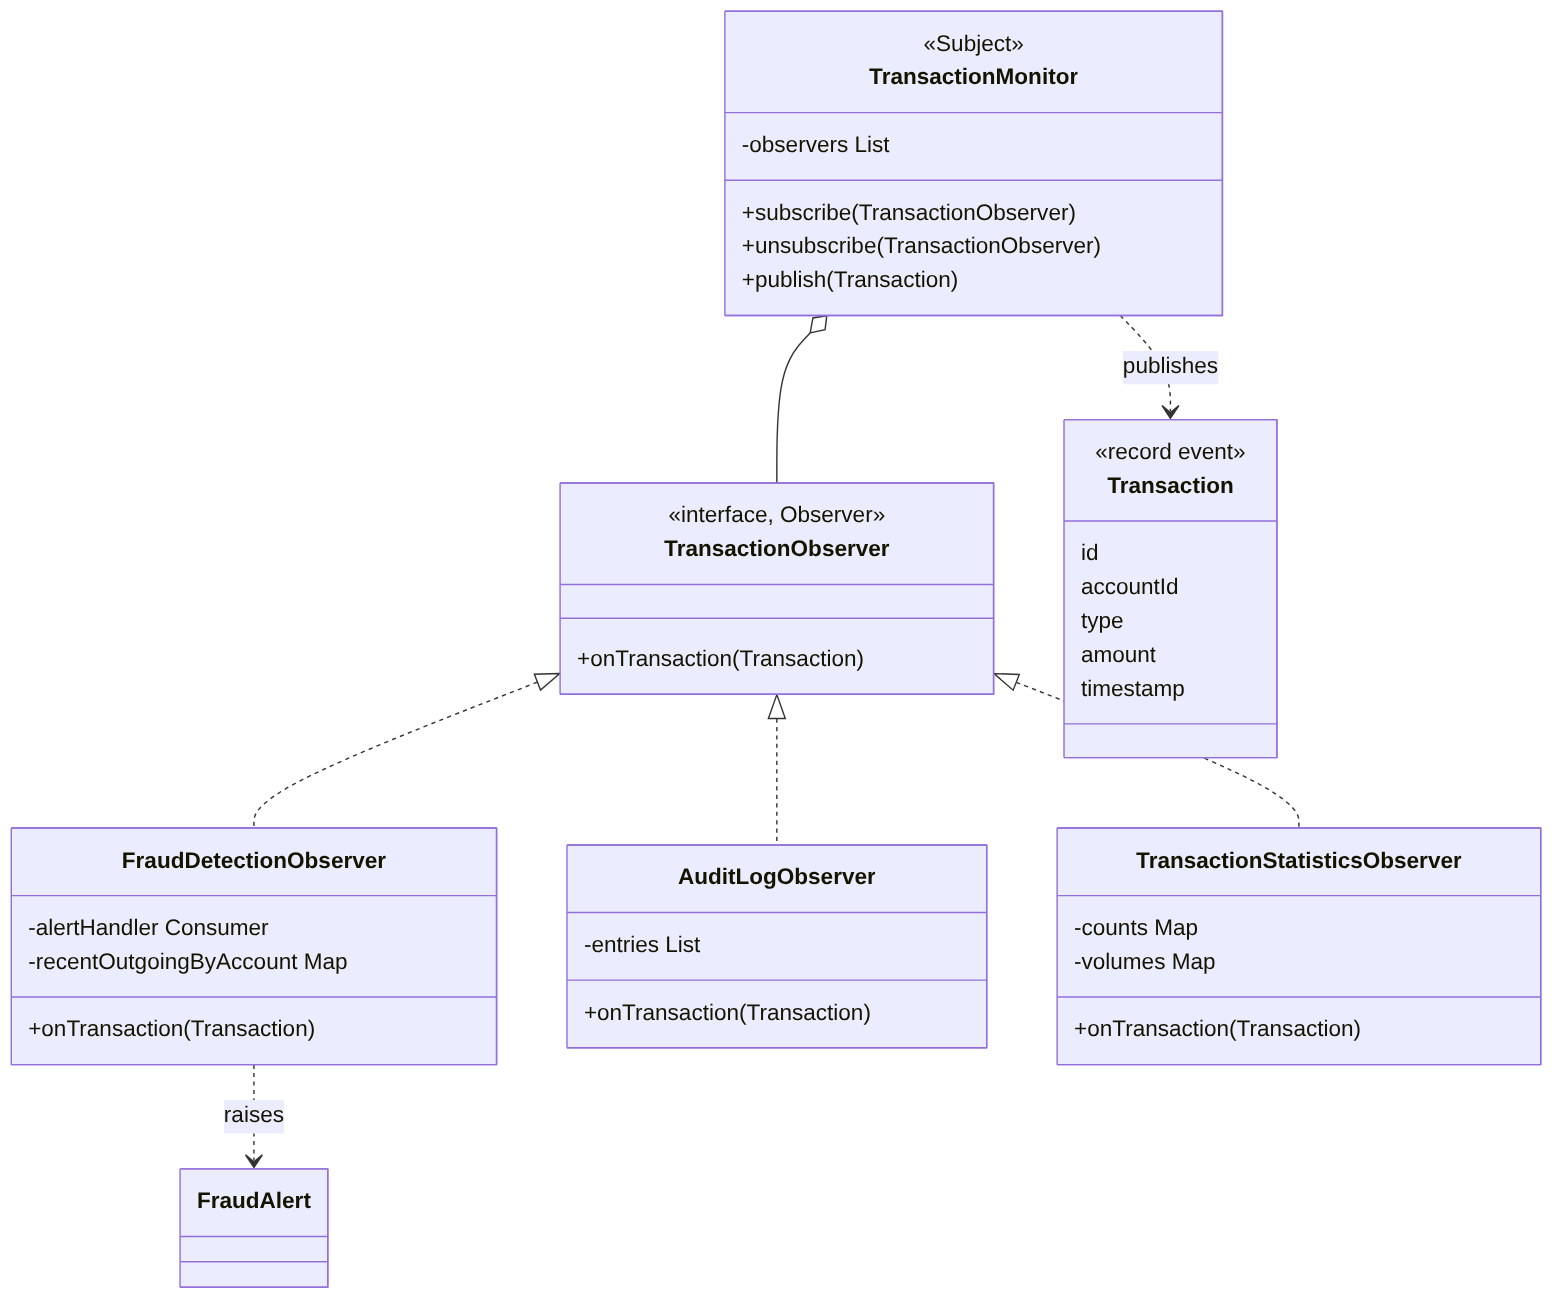 «Subject»
TransactionMonitor
-observers List
+subscribe(TransactionObserver)
+unsubscribe(TransactionObserver)
+publish(Transaction)
publishes
«interface, Observer»
TransactionObserver
+onTransaction(Transaction)
«record event»
Transaction
id
accountId
type
amount
timestamp
FraudDetectionObserver
-alertHandler Consumer
-recentOutgoingByAccount Map
+onTransaction(Transaction)
AuditLogObserver
-entries List
+onTransaction(Transaction)
TransactionStatisticsObserver
-counts Map
-volumes Map
+onTransaction(Transaction)
raises
FraudAlert